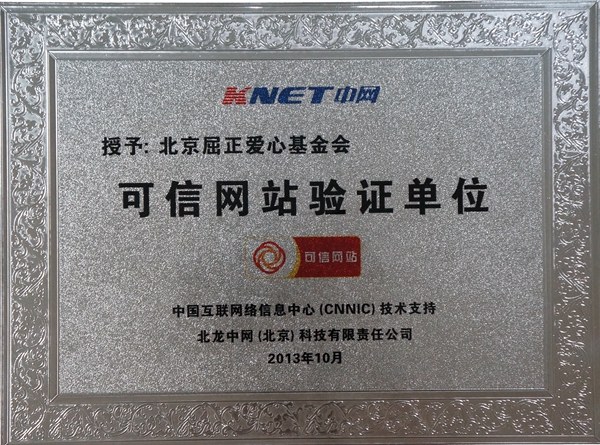 KNET中网
授予: 北京屈正爱心基金会
可信网站验证单位
可信网站
中国互联网络信息中心(CNNIC)技术支持
北龙中网(北京)科技有限责任公司
2013年10月